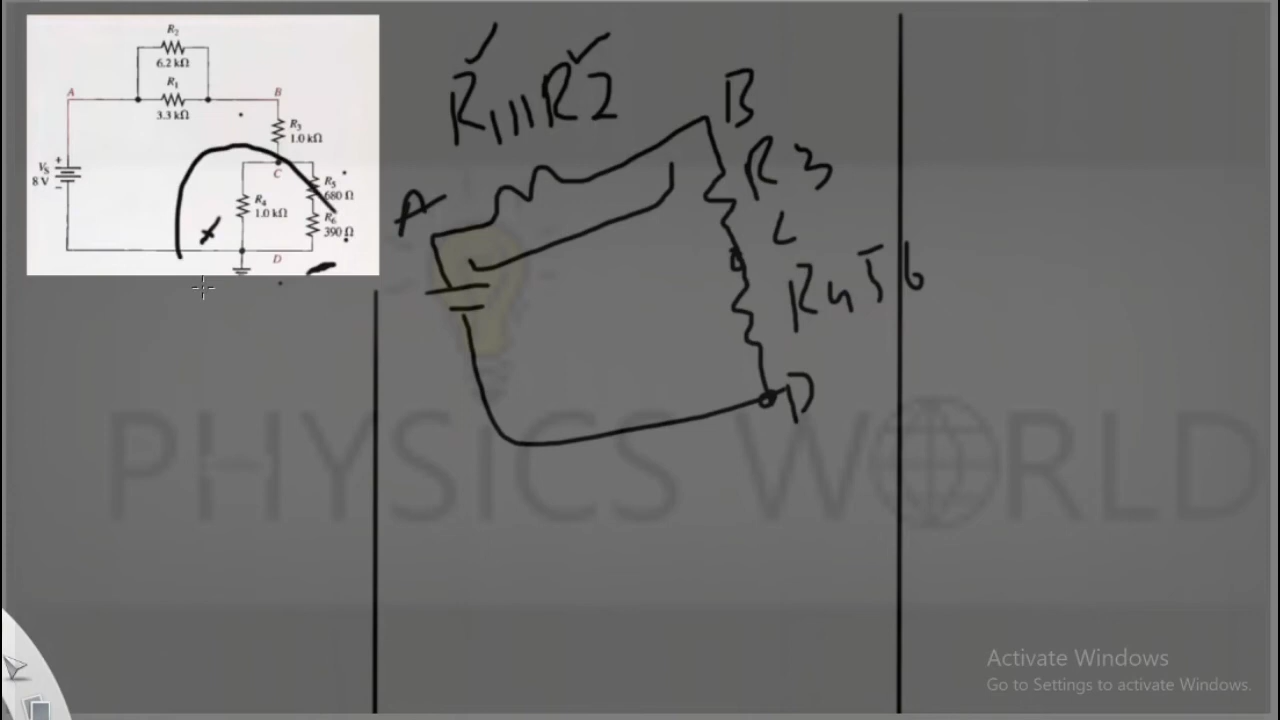 R2
6.2 kΩ
R1
A
B
3.3 kΩ
R3
1.0 kΩ
+
VS
8 V
−
C
R5
680 Ω
R4
1.0 kΩ
R6
390 Ω
D
R1||R2
B
R3
A
C
R456
D
PHYSICS WORLD
Activate Windows
Go to Settings to activate Windows.